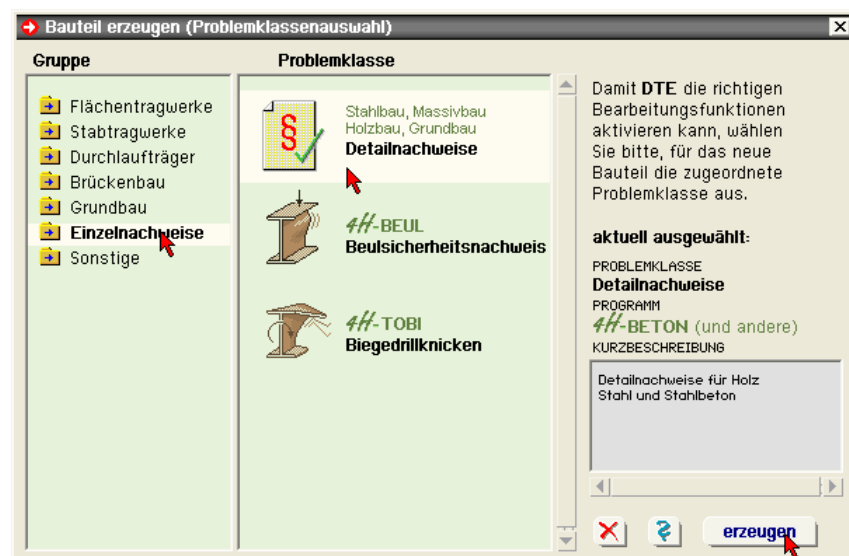 Bauteil erzeugen (Problemklassenauswahl)
Gruppe
Problemklasse
Flächentragwerke
Stabtragwerke
Durchlaufträger
Brückenbau
Grundbau
Einzelnachweise
Sonstige
§
Stahlbau, Massivbau
Holzbau, Grundbau
Detailnachweise
4H-BEUL
Beulsicherheitsnachweis
4H-TOBI
Biegedrillknicken
Damit DTE die richtigen
Bearbeitungsfunktionen
aktivieren kann, wählen
Sie bitte, für das neue
Bauteil die zugeordnete
Problemklasse aus.
aktuell ausgewählt:
PROBLEMKLASSE
Detailnachweise
PROGRAMM
4H-BETON (und andere)
KURZBESCHREIBUNG
Detailnachweise für Holz
Stahl und Stahlbeton
erzeugen